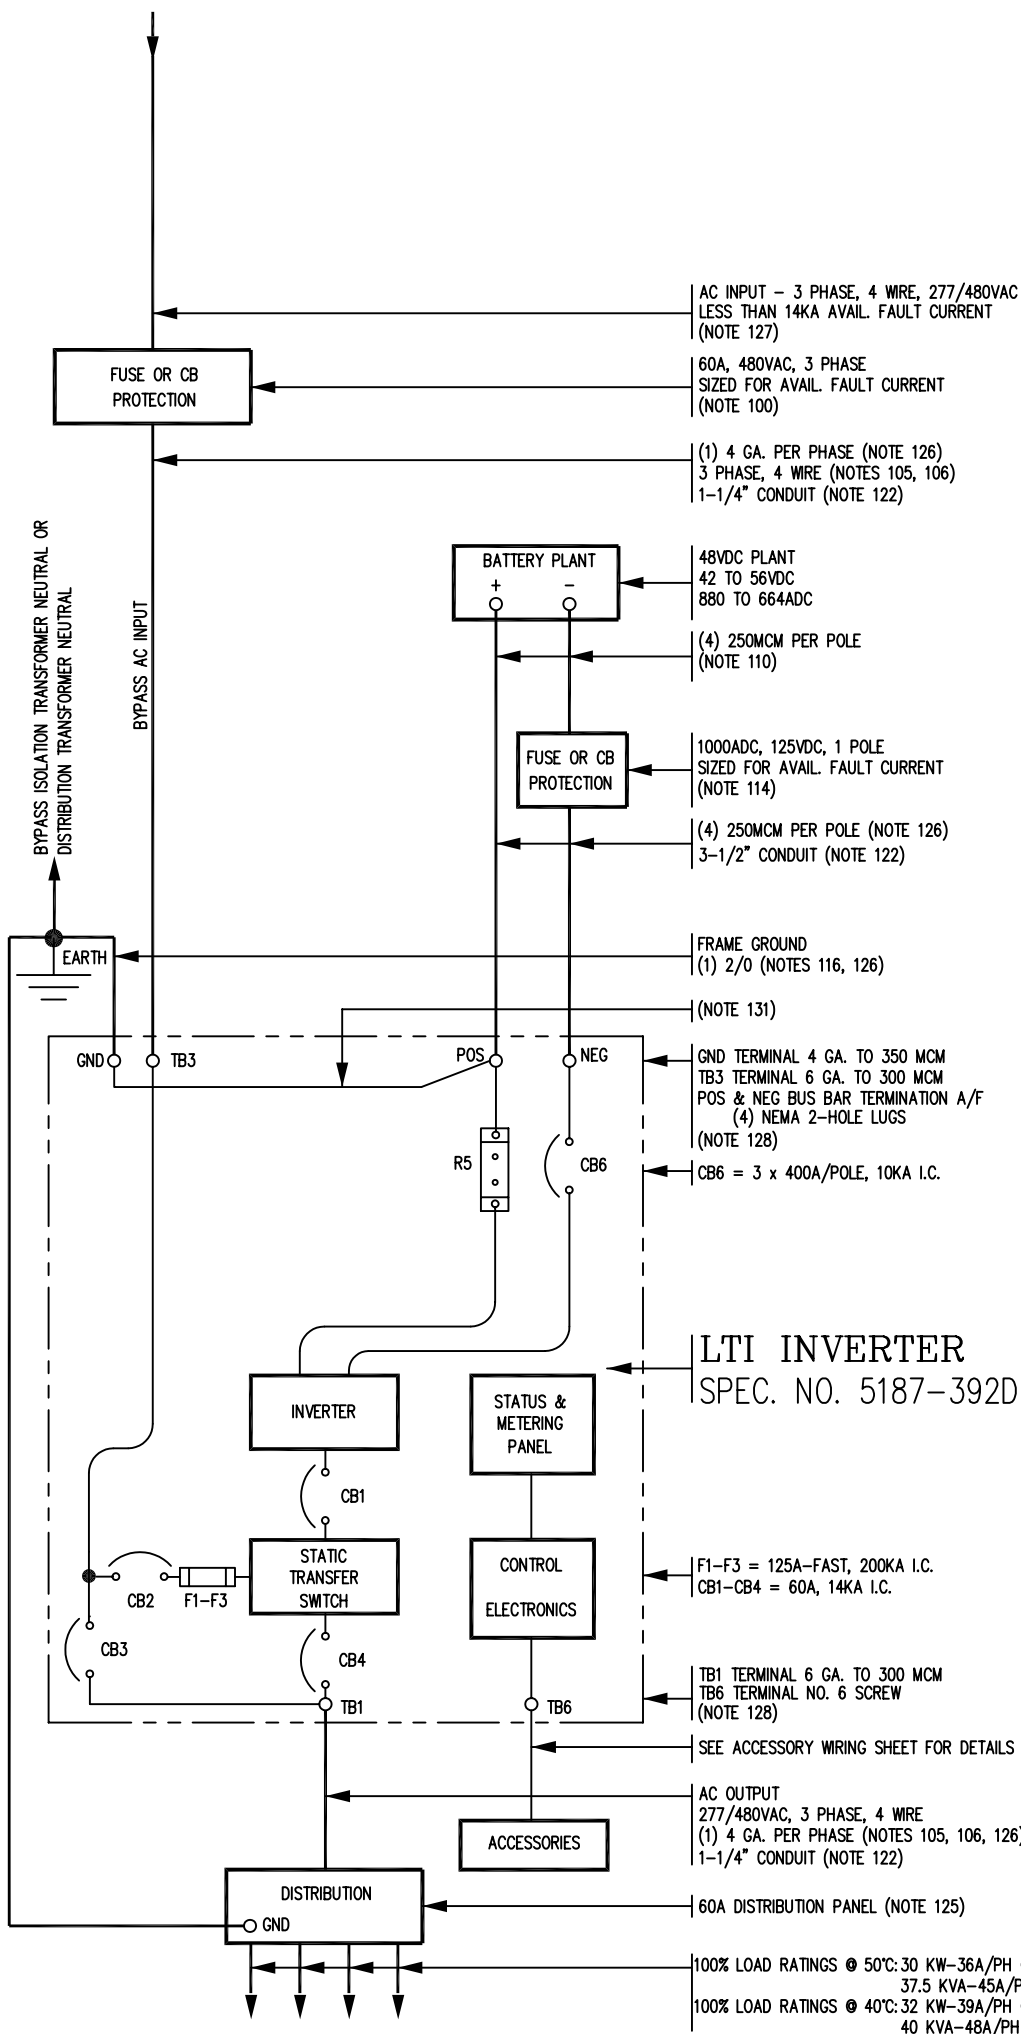 AC INPUT – 3 PHASE, 4 WIRE, 277/480VAC
LESS THAN 14KA AVAIL. FAULT CURRENT
(NOTE 127)
FUSE OR CB
PROTECTION
60A, 480VAC, 3 PHASE
SIZED FOR AVAIL. FAULT CURRENT
(NOTE 100)
(1) 4 GA. PER PHASE (NOTE 126)
3 PHASE, 4 WIRE (NOTES 105, 106)
1–1/4" CONDUIT (NOTE 122)
BYPASS ISOLATION TRANSFORMER NEUTRAL OR
DISTRIBUTION TRANSFORMER NEUTRAL
BYPASS AC INPUT
BATTERY PLANT
+ –
48VDC PLANT
42 TO 56VDC
880 TO 664ADC
(4) 250MCM PER POLE
(NOTE 110)
FUSE OR CB
PROTECTION
1000ADC, 125VDC, 1 POLE
SIZED FOR AVAIL. FAULT CURRENT
(NOTE 114)
(4) 250MCM PER POLE (NOTE 126)
3–1/2" CONDUIT (NOTE 122)
EARTH
FRAME GROUND
(1) 2/0 (NOTES 116, 126)
(NOTE 131)
GND
TB3
POS
NEG
GND TERMINAL 4 GA. TO 350 MCM
TB3 TERMINAL 6 GA. TO 300 MCM
POS & NEG BUS BAR TERMINATION A/F
(4) NEMA 2–HOLE LUGS
(NOTE 128)
R5
CB6
CB6 = 3 x 400A/POLE, 10KA I.C.
LTI INVERTER
SPEC. NO. 5187–392D
INVERTER
STATUS &
METERING
PANEL
CB1
STATIC
TRANSFER
SWITCH
CONTROL
ELECTRONICS
CB2
F1–F3
F1–F3 = 125A–FAST, 200KA I.C.
CB1–CB4 = 60A, 14KA I.C.
CB3
CB4
TB1
TB6
TB1 TERMINAL 6 GA. TO 300 MCM
TB6 TERMINAL NO. 6 SCREW
(NOTE 128)
SEE ACCESSORY WIRING SHEET FOR DETAILS
AC OUTPUT
277/480VAC, 3 PHASE, 4 WIRE
(1) 4 GA. PER PHASE (NOTES 105, 106, 126)
1–1/4" CONDUIT (NOTE 122)
ACCESSORIES
DISTRIBUTION
GND
60A DISTRIBUTION PANEL (NOTE 125)
100% LOAD RATINGS @ 50°C: 30 KW–36A/PH
37.5 KVA–45A/P
100% LOAD RATINGS @ 40°C: 32 KW–39A/PH
40 KVA–48A/PH